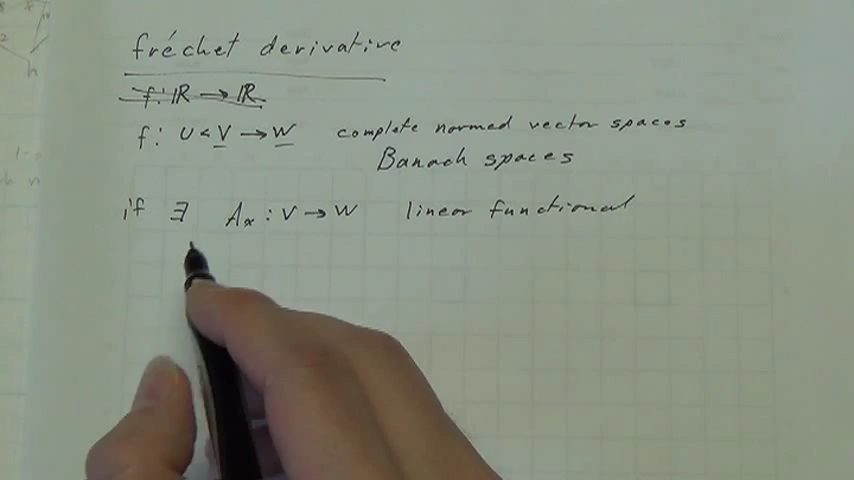 fréchet derivative
f: ℝ → ℝ
f: U < V → W complete normed vector spaces
Banach spaces
if ∃ Aₓ : V → W linear functional